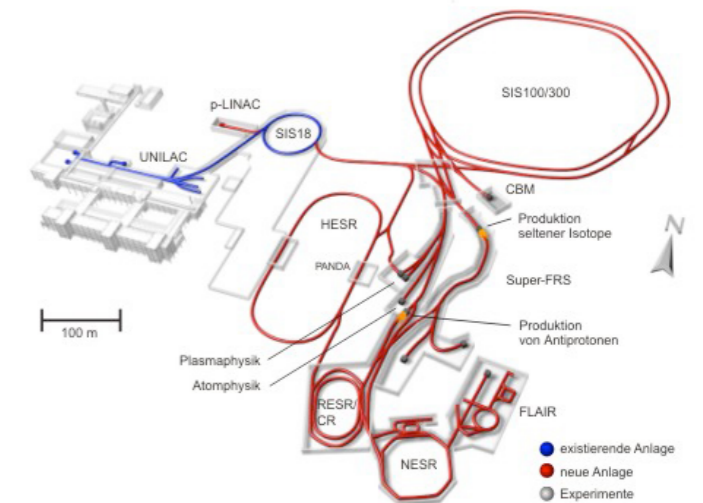 SIS100/300
p-LINAC
SIS18
UNILAC
CBM
Produktion
seltener Isotope
N
HESR
PANDA
Super-FRS
100 m
Produktion
von Antiprotonen
Plasmaphysik
Atomphysik
RESR/
CR
FLAIR
NESR
existierende Anlage
neue Anlage
Experimente